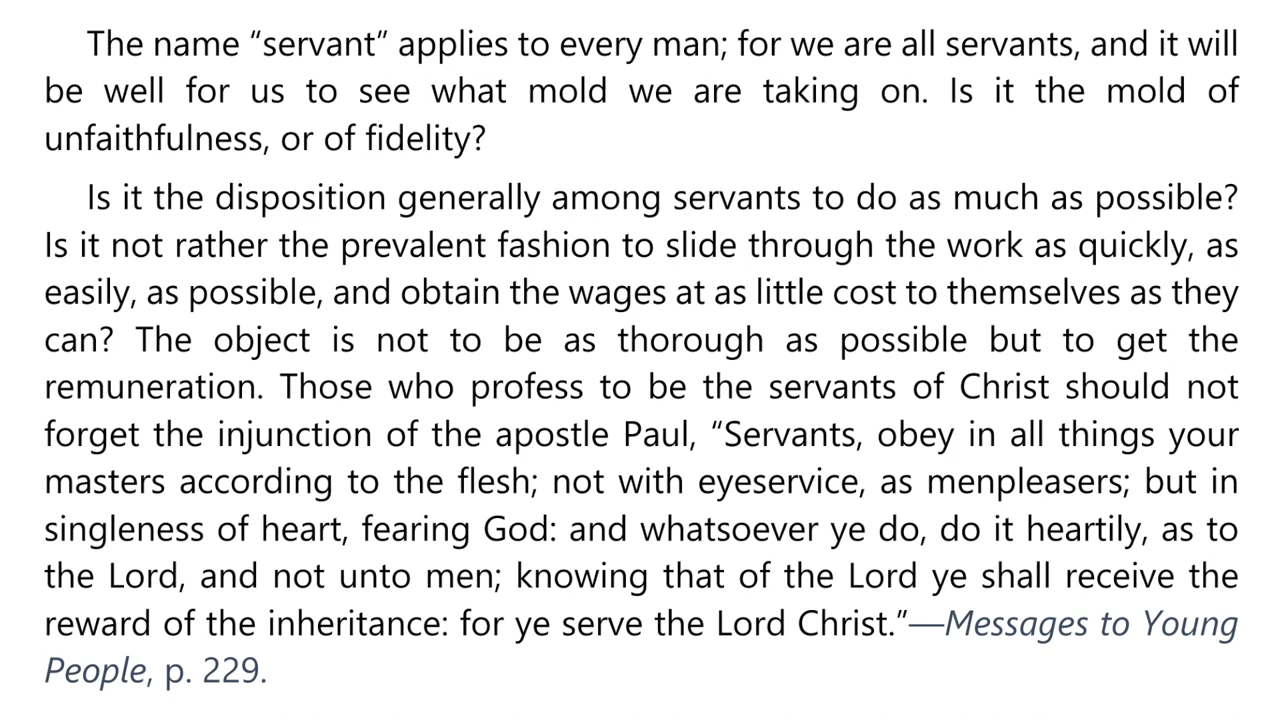 The name “servant” applies to every man; for we are all servants, and it will
be well for us to see what mold we are taking on. Is it the mold of
unfaithfulness, or of fidelity?
Is it the disposition generally among servants to do as much as possible?
Is it not rather the prevalent fashion to slide through the work as quickly, as
easily, as possible, and obtain the wages at as little cost to themselves as they
can? The object is not to be as thorough as possible but to get the
remuneration. Those who profess to be the servants of Christ should not
forget the injunction of the apostle Paul, “Servants, obey in all things your
masters according to the flesh; not with eyeservice, as menpleasers; but in
singleness of heart, fearing God: and whatsoever ye do, do it heartily, as to
the Lord, and not unto men; knowing that of the Lord ye shall receive the
reward of the inheritance: for ye serve the Lord Christ.”—Messages to Young
People, p. 229.